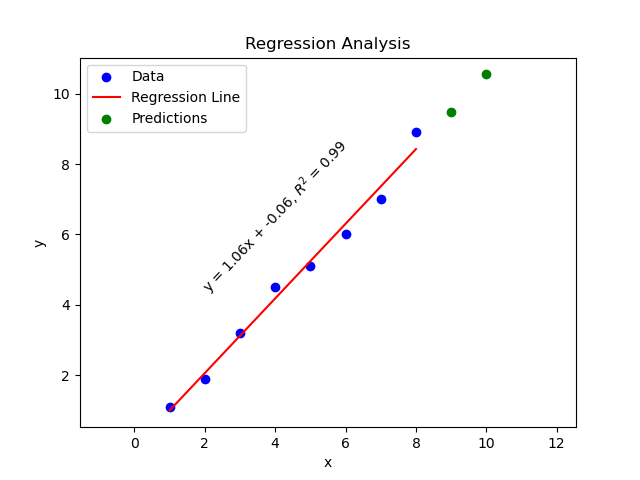 Regression Analysis
Data
Regression Line
Predictions
y = 1.06x + -0.06, $R^2$ = 0.99
y
10
8
6
4
2
0 2 4 6 8 10 12
x